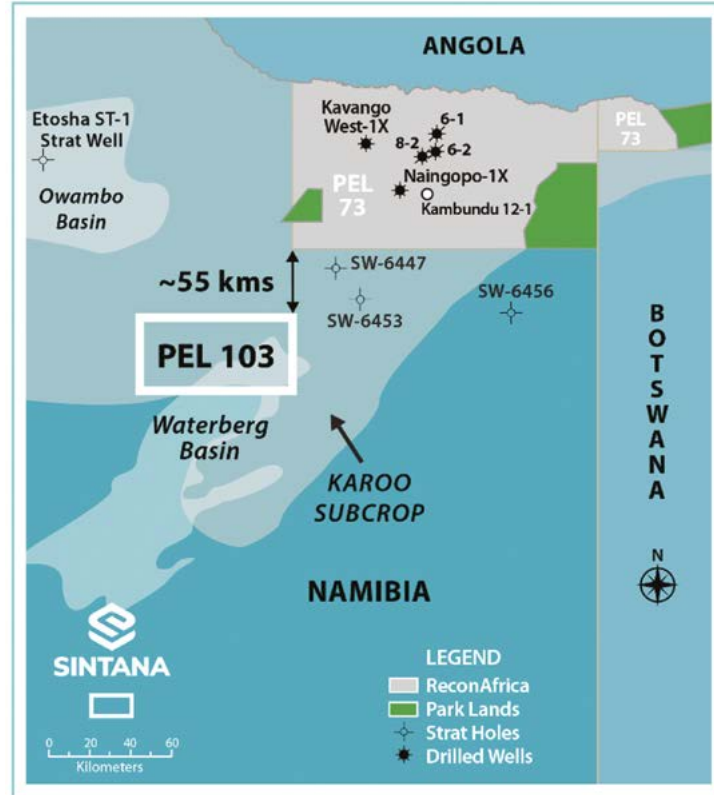 ANGOLA
Etosha ST-1
Strat Well
Owambo
Basin
Kavango
West-1X
6-1
8-2
6-2
Naingopo-1X
Kambundu 12-1
PEL
73
PEL
73
~55 kms
SW-6447
SW-6453
SW-6456
PEL 103
Waterberg
Basin
KAROO
SUBCROP
BOTSWANA
NAMIBIA
N
SINTANA
0 20 40 60
Kilometers
LEGEND
ReconAfrica
Park Lands
Strat Holes
Drilled Wells